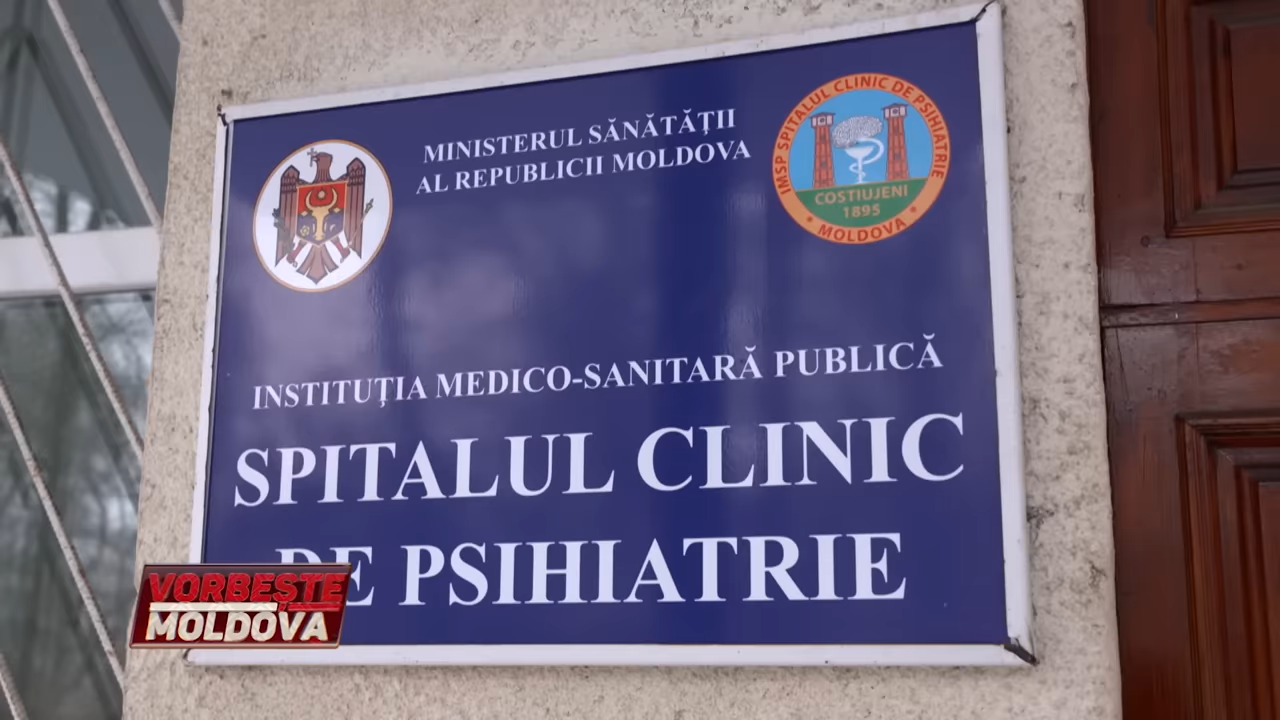 MINISTERUL SĂNĂTĂȚII
AL REPUBLICII MOLDOVA
IMSP SPITALUL CLINIC DE PSIHIATRIE
COSTIUJENI
1895
• MOLDOVA •
INSTITUŢIA MEDICO-SANITARĂ PUBLICĂ
SPITALUL CLINIC
DE PSIHIATRIE
VORBEȘTE
MOLDOVA